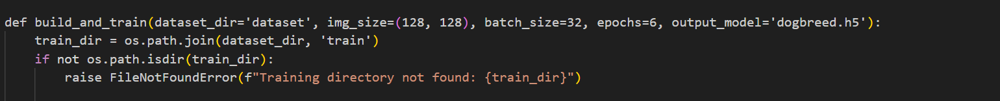 def build_and_train(dataset_dir='dataset', img_size=(128, 128), batch_size=32, epochs=6, output_model='dogbreed.h5'):
    train_dir = os.path.join(dataset_dir, 'train')
    if not os.path.isdir(train_dir):
        raise FileNotFoundError(f"Training directory not found: {train_dir}")